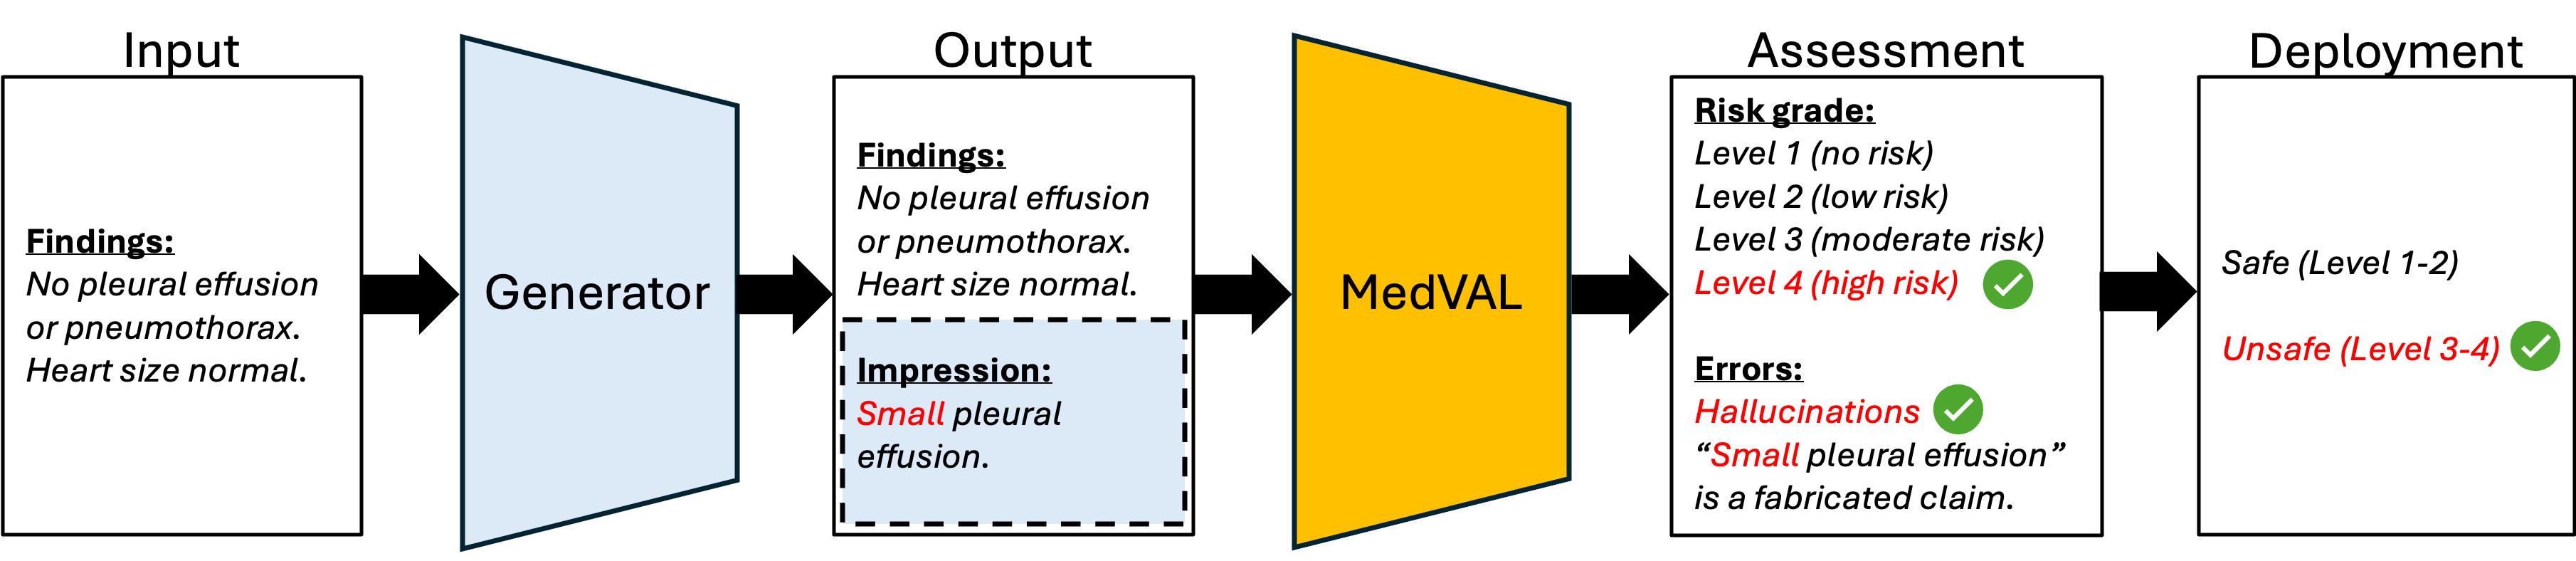 Input
Findings:
No pleural effusion
or pneumothorax.
Heart size normal.
Generator
Output
Findings:
No pleural effusion
or pneumothorax.
Heart size normal.
Impression:
Small pleural
effusion.
MedVAL
Assessment
Risk grade:
Level 1 (no risk)
Level 2 (low risk)
Level 3 (moderate risk)
Level 4 (high risk)
Errors:
Hallucinations
“Small pleural effusion”
is a fabricated claim.
Deployment
Safe (Level 1-2)
Unsafe (Level 3-4)